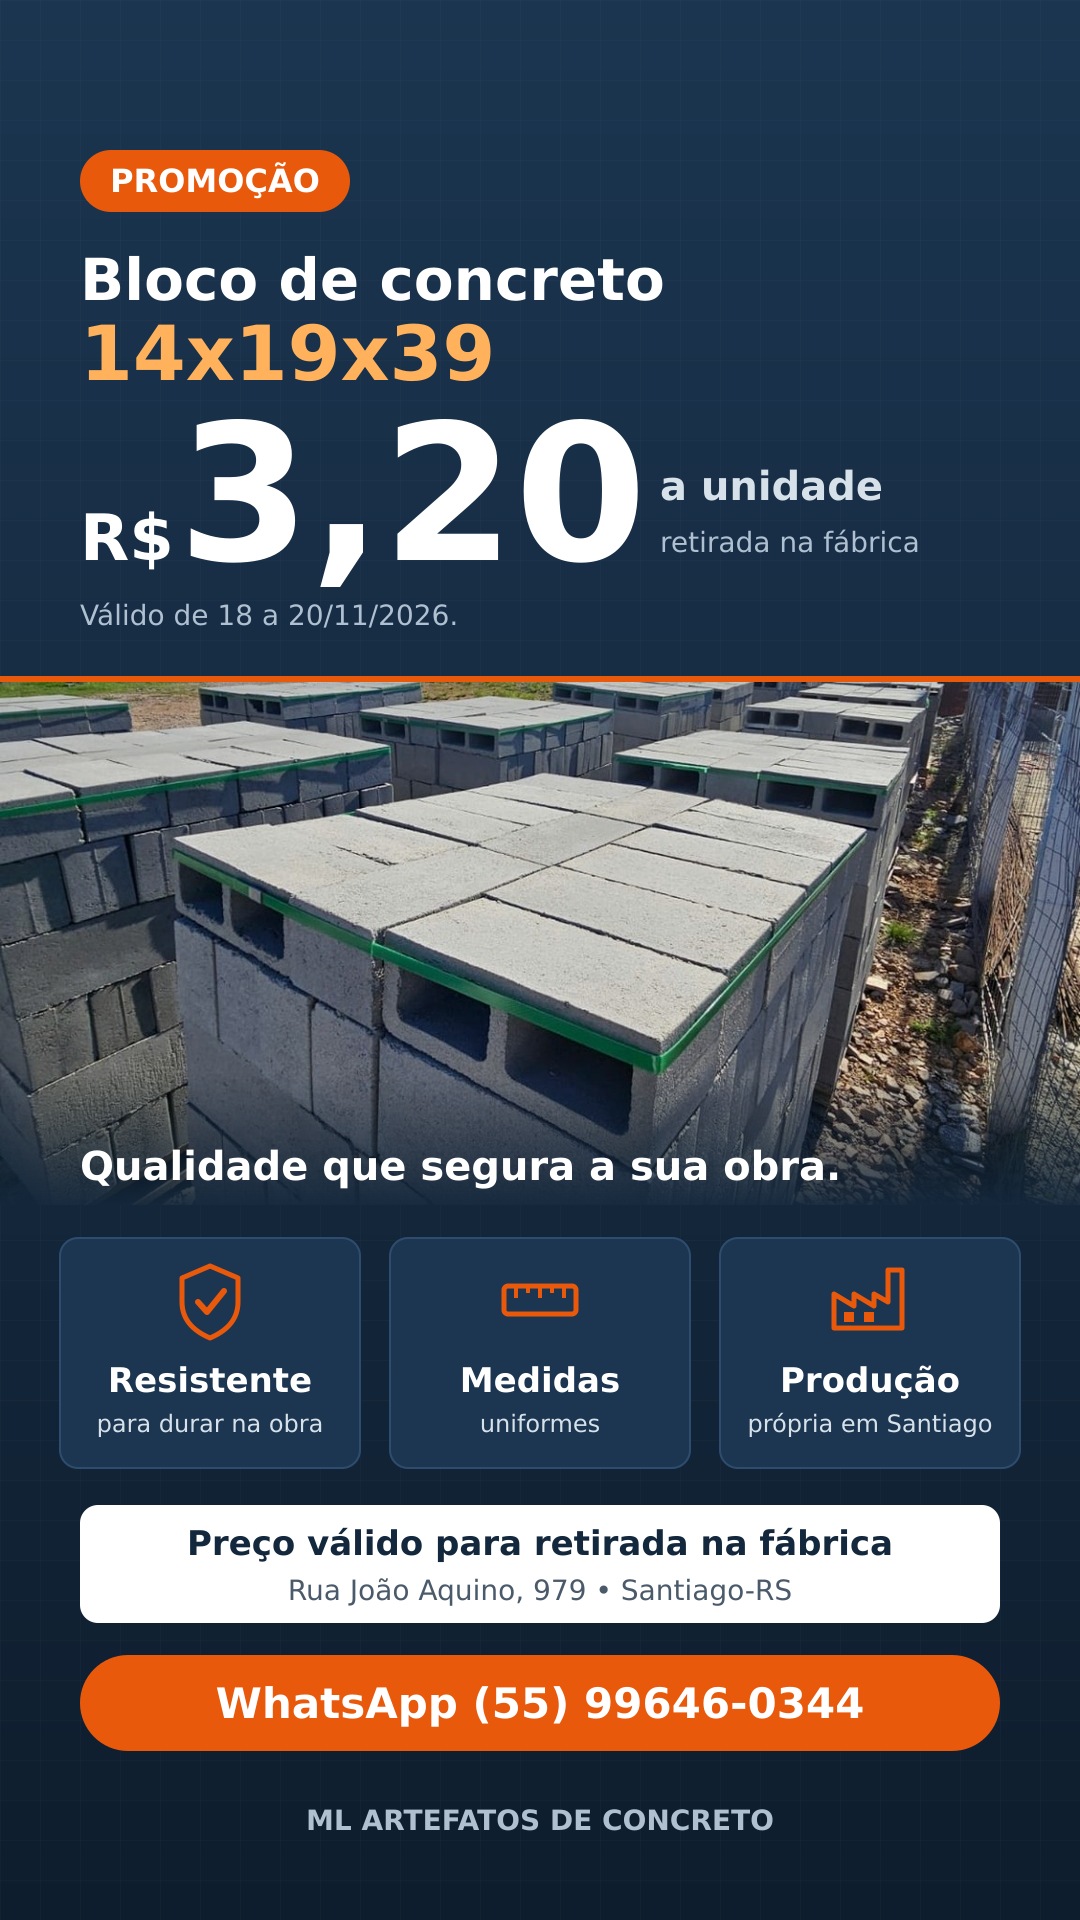 PROMOÇÃO
Bloco de concreto
14x19x39
R$ 3,20 a unidade
retirada na fábrica
Válido de 18 a 20/11/2026.
Qualidade que segura a sua obra.
Resistente
para durar na obra
Medidas
uniformes
Produção
própria em Santiago
Preço válido para retirada na fábrica
Rua João Aquino, 979 • Santiago-RS
WhatsApp (55) 99646-0344
ML ARTEFATOS DE CONCRETO